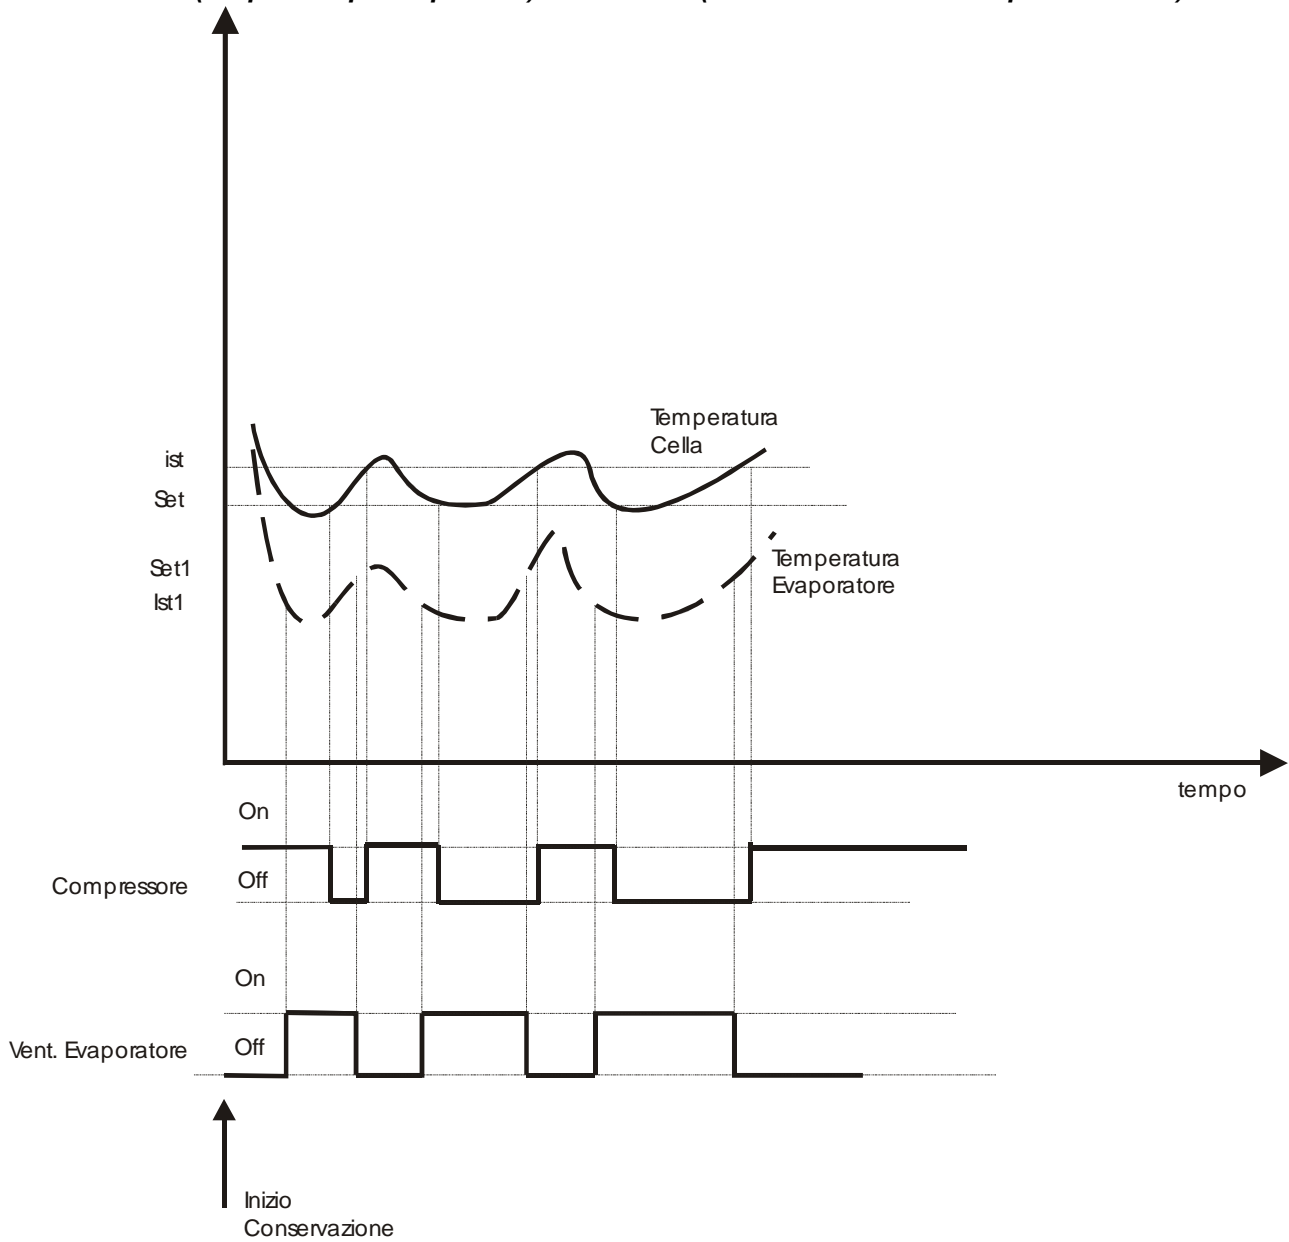 Temperatura
Cella
ist
Set
Set1
Ist1
Temperatura
Evaporatore
tempo
On
Compressore
Off
On
Vent. Evaporatore
Off
Inizio
Conservazione